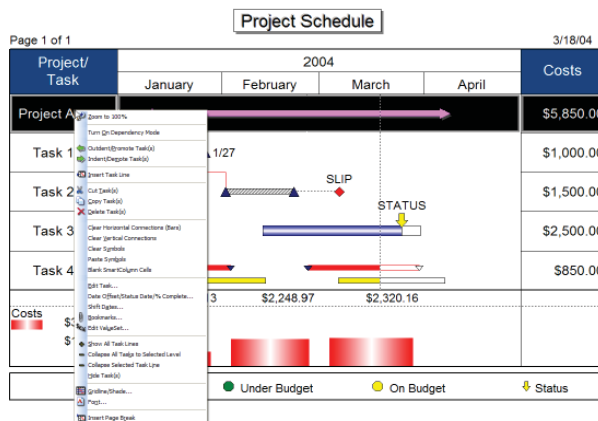 Project Schedule
Page 1 of 1
3/18/04
Project/
Task
2004
Costs
January
February
March
April
Project A
$5,850.00
Task 1
1/27
$1,000.00
Task 2
SLIP
$1,500.00
STATUS
Task 3
$2,500.00
Task 4
$850.00
3
$2,248.97
$2,320.16
Costs
$
$
Under Budget
On Budget
Status
Zoom to 100%
Turn On Dependency Mode
Outdent/Promote Task(s)
Indent/Demote Task(s)
Insert Task Line
Cut Task(s)
Copy Task(s)
Delete Task(s)
Clear Horizontal Connections (Bars)
Clear Vertical Connections
Clear Symbols
Paste Symbols
Blank SmartColumn Cells
Edit Task...
Date Offset/Status Date/% Complete...
Shift Dates...
Bookmarks...
Edit ValueSet...
Show All Task Lines
Collapse All Tasks to Selected Level
Collapse Selected Task Line
Hide Task(s)
Gridline/Shade...
Font...
Insert Page Break